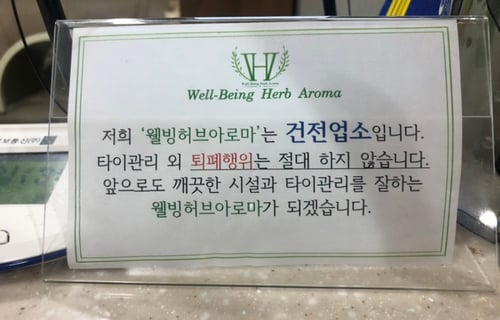 Well-Being Herb Aroma
저희 '웰빙허브아로마'는 건전업소입니다.
타이관리 외 퇴폐행위는 절대 하지 않습니다.
앞으로도 깨끗한 시설과 타이관리를 잘하는
웰빙허브아로마가 되겠습니다.